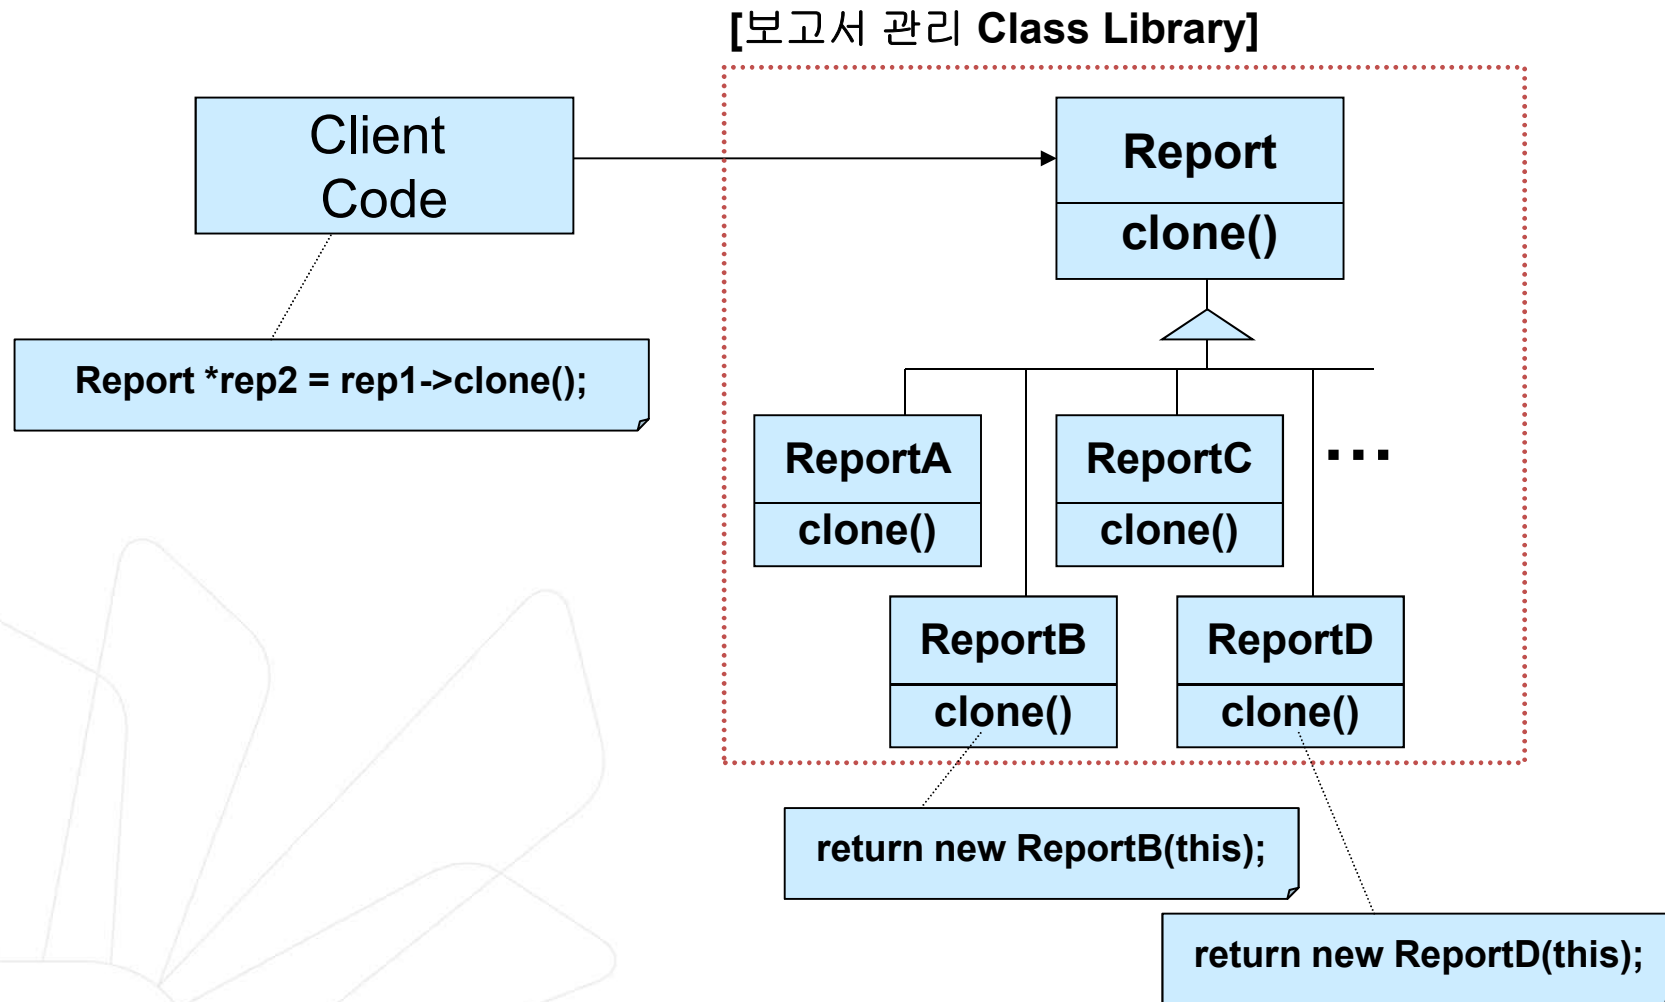 [보고서 관리 Class Library]
Client
Code
Report
clone()
Report *rep2 = rep1->clone();
ReportA
clone()
ReportC
clone()
...
ReportB
clone()
ReportD
clone()
return new ReportB(this);
return new ReportD(this);